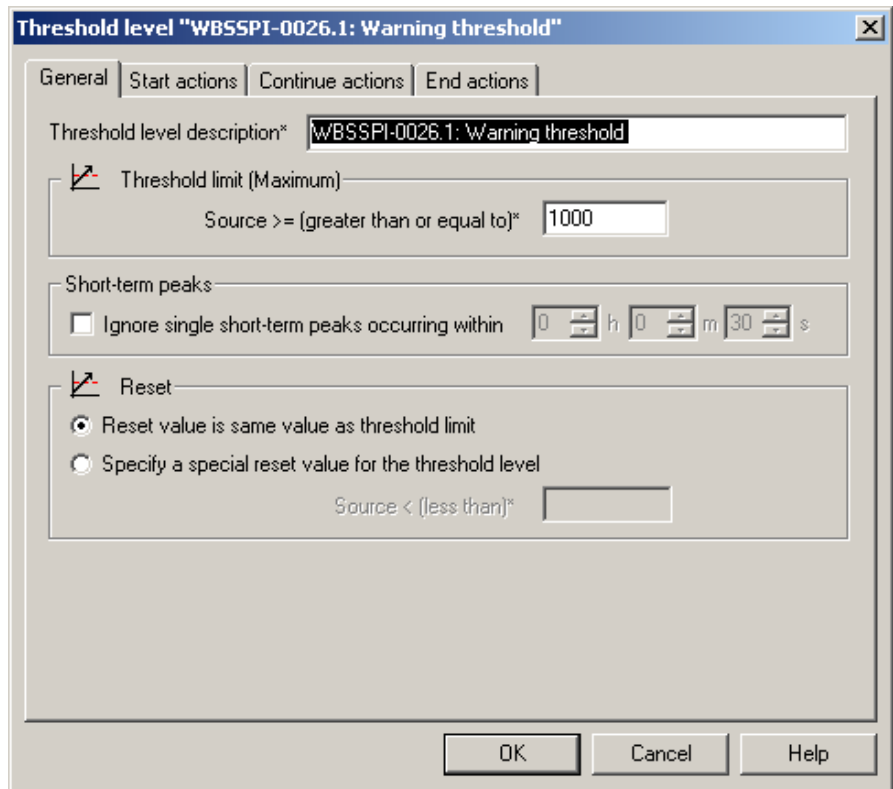 Threshold level "WBSSPI-0026.1: Warning threshold"
General Start actions Continue actions End actions
Threshold level description* WBSSPI-0026.1: Warning threshold
Threshold limit (Maximum)
Source >= (greater than or equal to)* 1000
Short-term peaks
Ignore single short-term peaks occurring within 0 h 0 m 30 s
Reset
Reset value is same value as threshold limit
Specify a special reset value for the threshold level
Source < (less than)*
OK Cancel Help